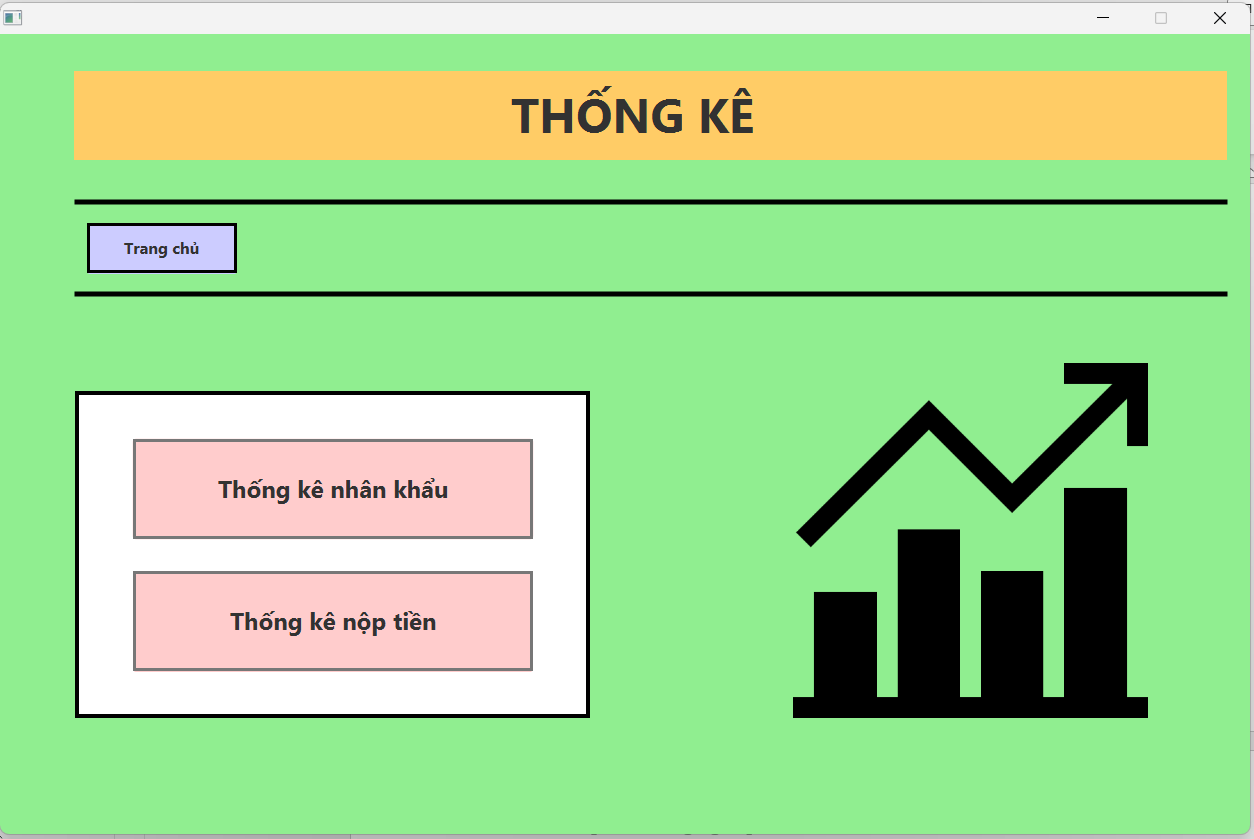 THỐNG KÊ
Trang chủ
Thống kê nhân khẩu
Thống kê nộp tiền